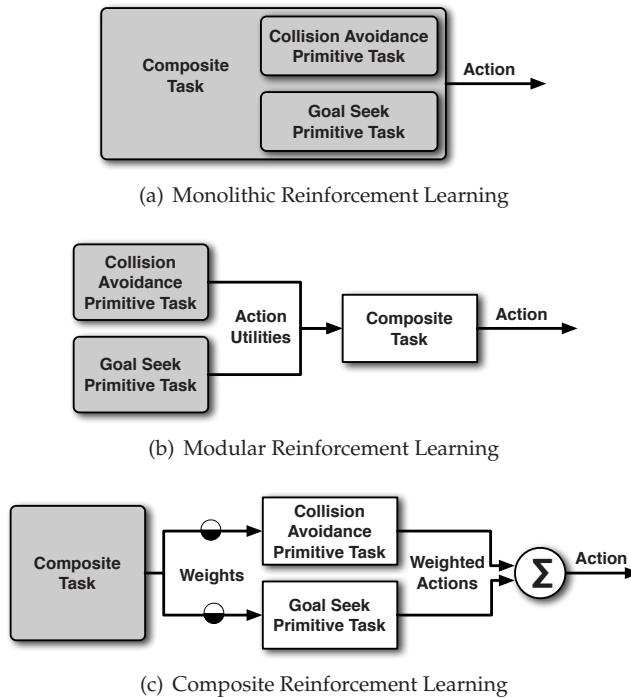 Composite
Task
Collision Avoidance
Primitive Task
Goal Seek
Primitive Task
Action
(a) Monolithic Reinforcement Learning
Collision
Avoidance
Primitive Task
Goal Seek
Primitive Task
Action
Utilities
Composite
Task
Action
(b) Modular Reinforcement Learning
Composite
Task
Weights
Collision
Avoidance
Primitive Task
Goal Seek
Primitive Task
Weighted
Actions
Σ
Action
(c) Composite Reinforcement Learning